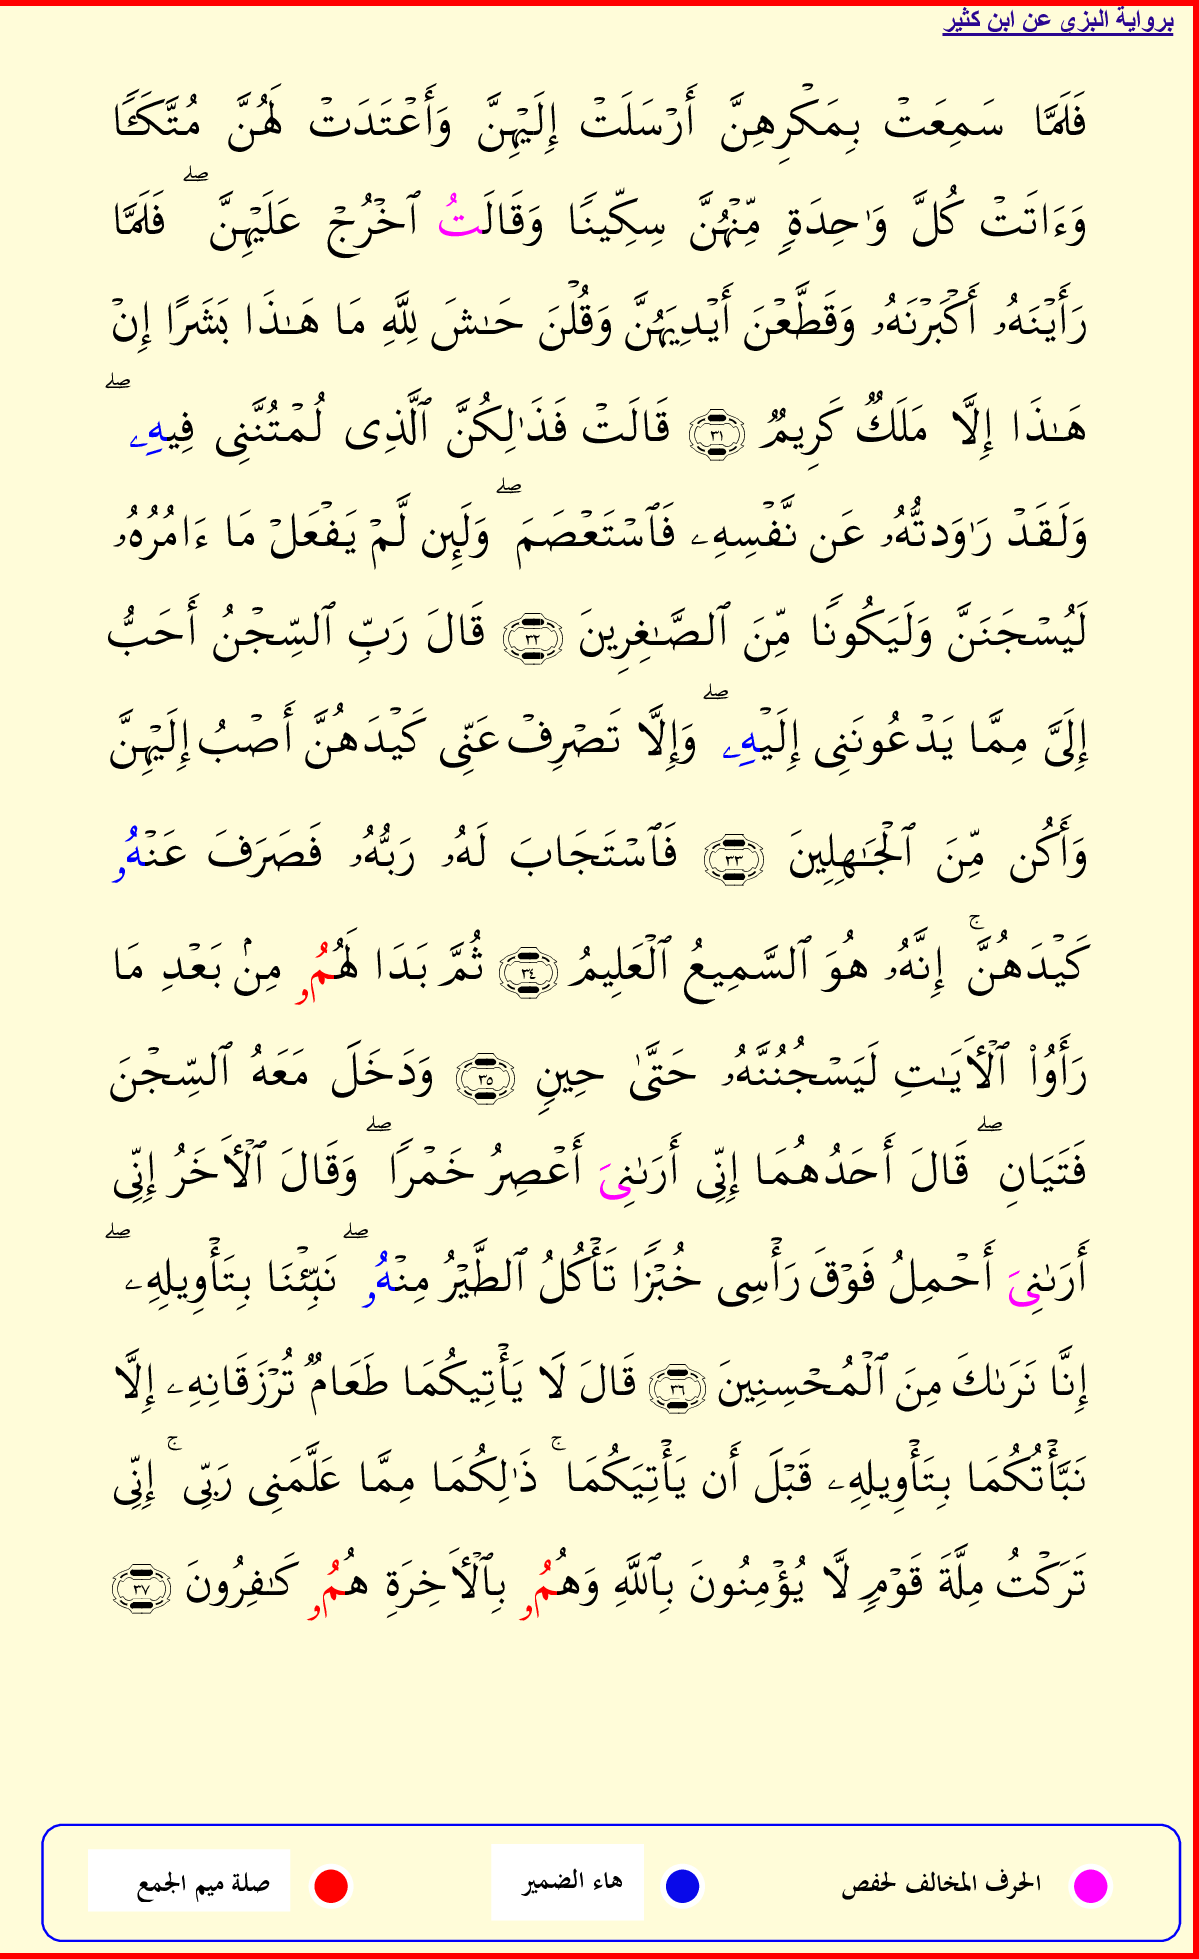 برواية البزي عن ابن كثير
فَلَمَّا سَمِعَتۡ بِمَكۡرِهِنَّ أَرۡسَلَتۡ إِلَيۡهِنَّ وَأَعۡتَدَتۡ لَهُنَّ مُتَّكَـٔٗا
وَءَاتَتۡ كُلَّ وَٰحِدَةٖ مِّنۡهُنَّ سِكِّينٗا وَقَالَتُ ٱخۡرُجۡ عَلَيۡهِنَّۖ فَلَمَّا
رَأَيۡنَهُۥ أَكۡبَرۡنَهُۥ وَقَطَّعۡنَ أَيۡدِيَهُنَّ وَقُلۡنَ حَٰشَ لِلَّهِ مَا هَٰذَا بَشَرًا إِنۡ
هَٰذَا إِلَّا مَلَكٞ كَرِيمٞ ٣١ قَالَتۡ فَذَٰلِكُنَّ ٱلَّذِي لُمۡتُنَّنِي فِيهِۦۖ
وَلَقَدۡ رَٰوَدتُّهُۥ عَن نَّفۡسِهِۦ فَٱسۡتَعۡصَمَۖ وَلَئِن لَّمۡ يَفۡعَلۡ مَا ءَامُرُهُۥ
لَيُسۡجَنَنَّ وَلَيَكُونٗا مِّنَ ٱلصَّٰغِرِينَ ٣٢ قَالَ رَبِّ ٱلسِّجۡنُ أَحَبُّ
إِلَيَّ مِمَّا يَدۡعُونَنِي إِلَيۡهِۦۖ وَإِلَّا تَصۡرِفۡ عَنِّي كَيۡدَهُنَّ أَصۡبُ إِلَيۡهِنَّ
وَأَكُن مِّنَ ٱلۡجَٰهِلِينَ ٣٣ فَٱسۡتَجَابَ لَهُۥ رَبُّهُۥ فَصَرَفَ عَنۡهُۥ
كَيۡدَهُنَّۚ إِنَّهُۥ هُوَ ٱلسَّمِيعُ ٱلۡعَلِيمُ ٣٤ ثُمَّ بَدَا لَهُمُۥ مِنۢ بَعۡدِ مَا
رَأَوُاْ ٱلۡأٓيَٰتِ لَيَسۡجُنُنَّهُۥ حَتَّىٰ حِينٖ ٣٥ وَدَخَلَ مَعَهُ ٱلسِّجۡنَ
فَتَيَانِۖ قَالَ أَحَدُهُمَا إِنِّي أَرَىٰنِيَ أَعۡصِرُ خَمۡرٗاۖ وَقَالَ ٱلۡأٓخَرُ إِنِّي
أَرَىٰنِيَ أَحۡمِلُ فَوۡقَ رَأۡسِي خُبۡزٗا تَأۡكُلُ ٱلطَّيۡرُ مِنۡهُۥۖ نَبِّئۡنَا بِتَأۡوِيلِهِۦۖ
إِنَّا نَرَىٰكَ مِنَ ٱلۡمُحۡسِنِينَ ٣٦ قَالَ لَا يَأۡتِيكُمَا طَعَامٞ تُرۡزَقَانِهِۦ إِلَّا
نَبَّأۡتُكُمَا بِتَأۡوِيلِهِۦ قَبۡلَ أَن يَأۡتِيَكُمَاۚ ذَٰلِكُمَا مِمَّا عَلَّمَنِي رَبِّيۚ إِنِّي
تَرَكۡتُ مِلَّةَ قَوۡمٖ لَّا يُؤۡمِنُونَ بِٱللَّهِ وَهُمُۥ بِٱلۡأٓخِرَةِ هُمُۥ كَٰفِرُونَ ٣٧
الحرف المخالف لحفص هاء الضمير صلة ميم الجمع